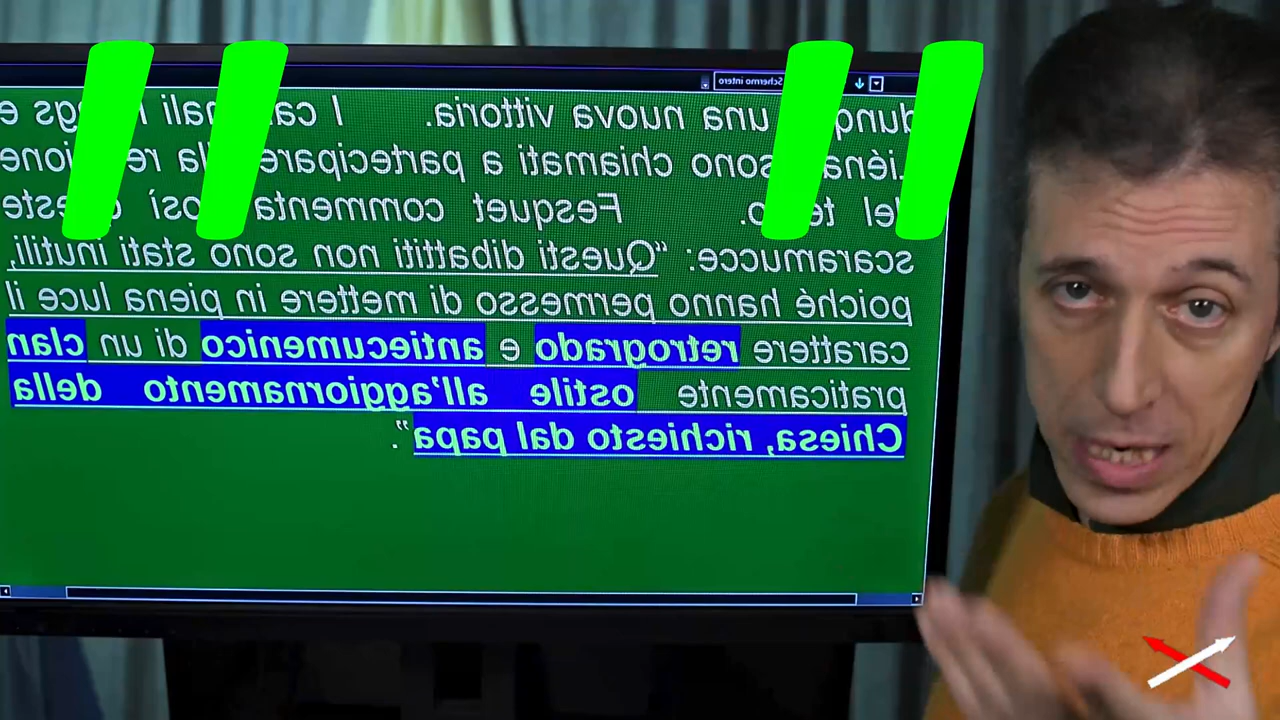 Schermo intero
una nuova vittoria. I
sono chiamati a partecipare
del Fesquet commenta
scaramucce: “Questi dibattiti non sono stati inutili,
poiché hanno permesso di mettere in piena luce il
carattere retrogrado e antiecumenico di un clan
praticamente ostile all'aggiornamento della
Chiesa, richiesto dal papa”.